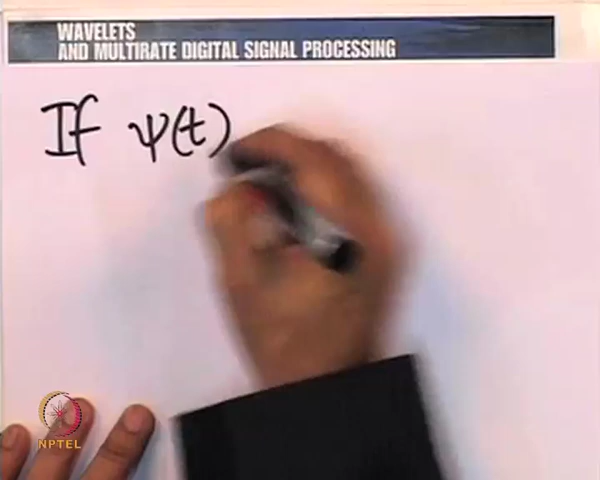 WAVELETS
AND MULTIRATE DIGITAL SIGNAL PROCESSING
If ψ(t)
NPTEL